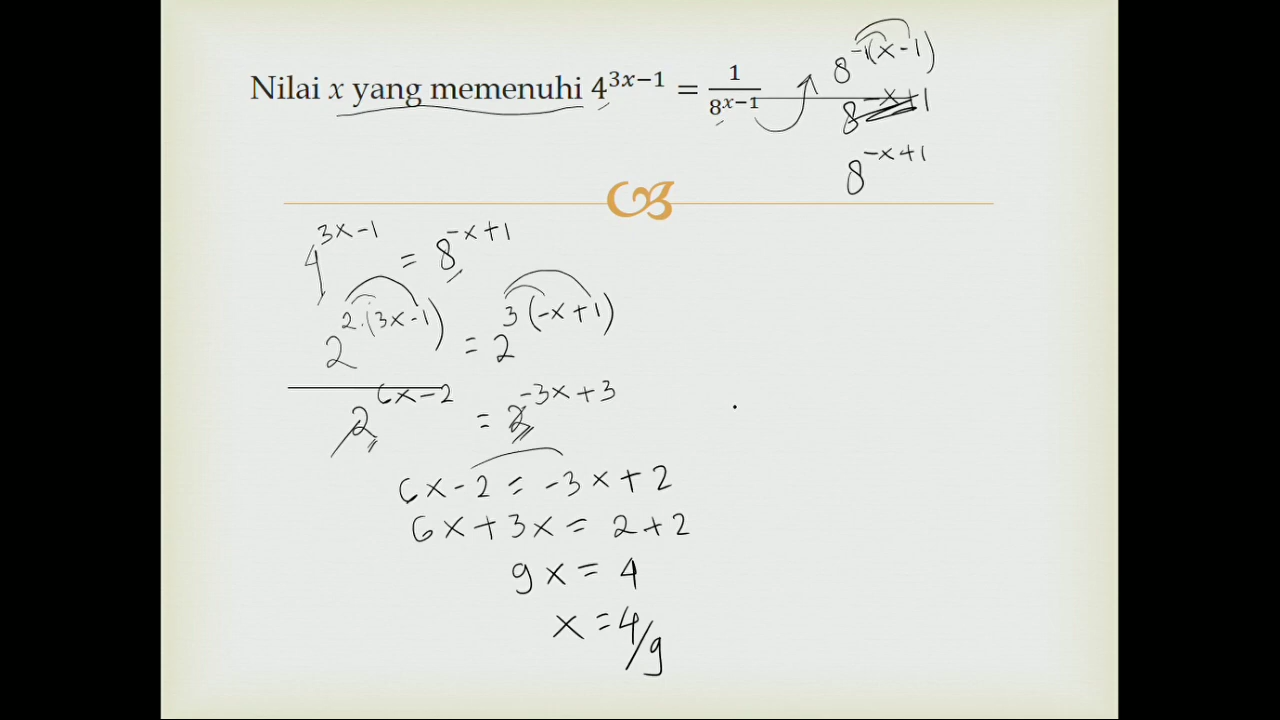 Nilai x yang memenuhi 4^{3x−1} = \frac{1}{8^{x−1}}
8^{-1(x-1)}
8^{-x+1}
8^{-x+1}
4^{3x-1} = 8^{-x+1}
2^{2.(3x-1)} = 2^{3(-x+1)}
2^{6x-2} = 2^{-3x+3}
6x-2 = -3x+2
6x+3x = 2+2
9x = 4
x = 4/9